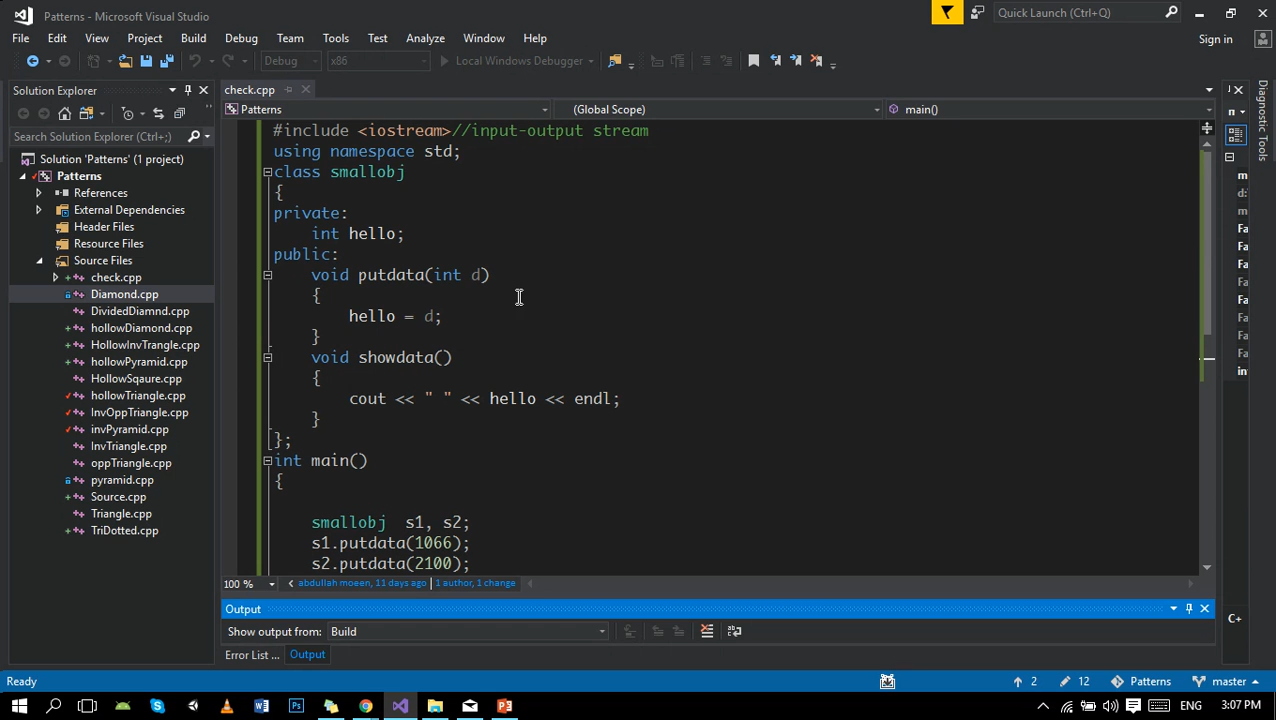 Patterns - Microsoft Visual Studio
Quick Launch (Ctrl+Q)
File Edit View Project Build Debug Team Tools Test Analyze Window Help
Sign in
Debug x86 Local Windows Debugger
Solution Explorer
Search Solution Explorer (Ctrl+;)
Solution 'Patterns' (1 project)
Patterns
References
External Dependencies
Header Files
Resource Files
Source Files
check.cpp
Diamond.cpp
DividedDiamnd.cpp
hollowDiamond.cpp
HollowInvTrangle.cpp
hollowPyramid.cpp
HollowSqaure.cpp
hollowTriangle.cpp
InvOppTriangle.cpp
invPyramid.cpp
InvTriangle.cpp
oppTriangle.cpp
pyramid.cpp
Source.cpp
Triangle.cpp
TriDotted.cpp
check.cpp
Patterns (Global Scope) main()
#include <iostream>//input-output stream
using namespace std;
class smallobj
{
private:
int hello;
public:
void putdata(int d)
{
hello = d;
}
void showdata()
{
cout << " " << hello << endl;
}
};
int main()
{
smallobj  s1, s2;
s1.putdata(1066);
s2.putdata(2100);
100 % abdullah moeen, 11 days ago | 1 author, 1 change
Output
Show output from: Build
Error List ... Output
Diagnostic Tools
Ready
2 12 Patterns master
ENG 3:07 PM